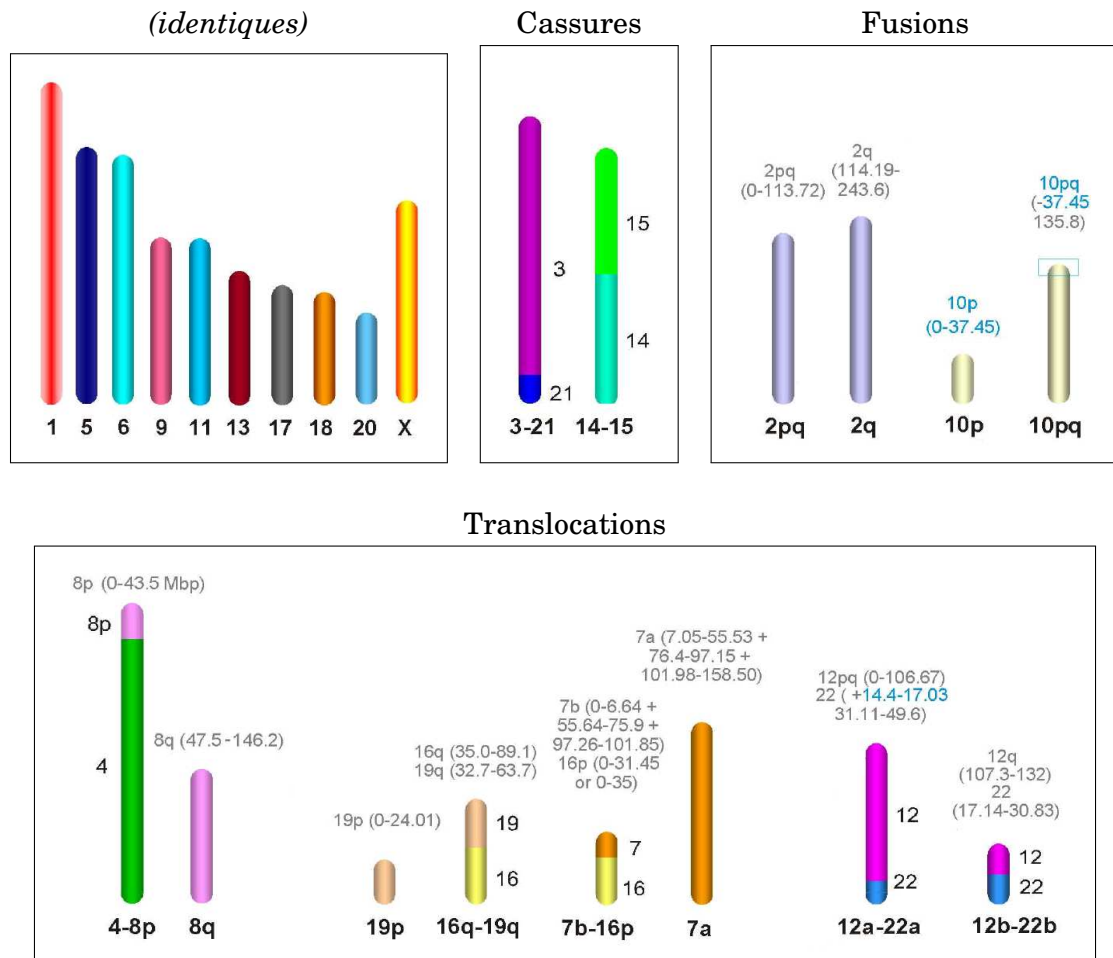 (identiques)
Cassures
Fusions
1 5 6 9 11 13 17 18 20 X
3
21
15
14
3-21 14-15
2pq
(0-113.72)
2q
(114.19-
243.6)
10p
(0-37.45)
10pq
(-37.45
135.8)
2pq 2q 10p 10pq
Translocations
8p (0-43.5 Mbp)
8p
4
8q (47.5-146.2)
19p (0-24.01)
16q (35.0-89.1)
19q (32.7-63.7)
19
16
7b (0-6.64 +
55.64-75.9 +
97.26-101.85)
16p (0-31.45
or 0-35)
7
16
7a (7.05-55.53 +
76.4-97.15 +
101.98-158.50)
12pq (0-106.67)
22 ( +14.4-17.03
31.11-49.6)
12
22
12q
(107.3-132)
22
(17.14-30.83)
12
22
4-8p 8q 19p 16q-19q 7b-16p 7a 12a-22a 12b-22b